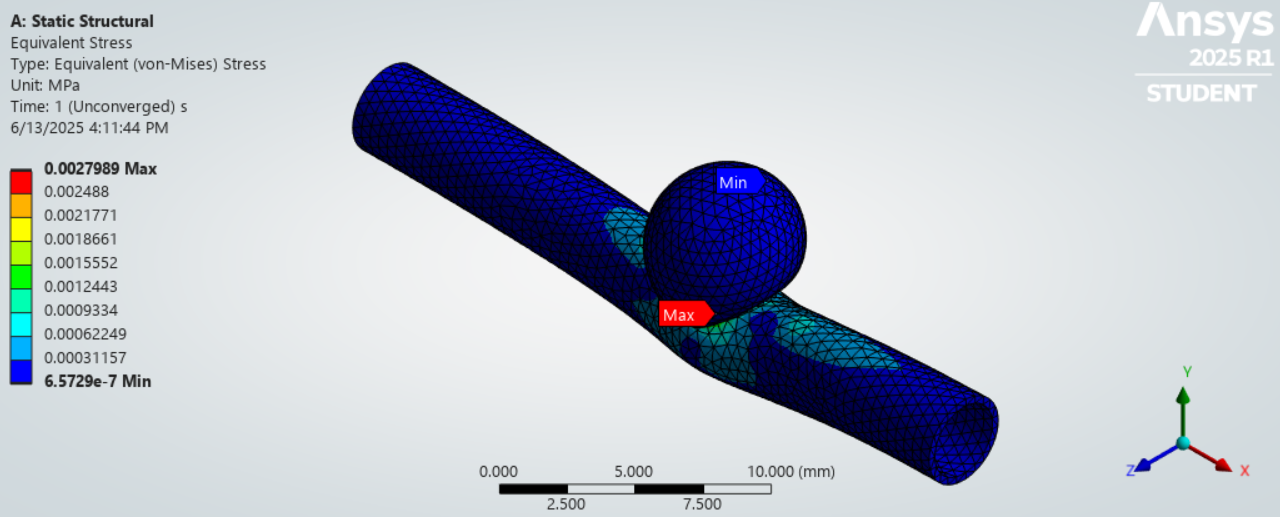 A: Static Structural
Equivalent Stress
Type: Equivalent (von-Mises) Stress
Unit: MPa
Time: 1 (Unconverged) s
6/13/2025 4:11:44 PM
0.0027989 Max
0.002488
0.0021771
0.0018661
0.0015552
0.0012443
0.0009334
0.00062249
0.00031157
6.5729e-7 Min
Ansys
2025 R1
STUDENT
Min
Max
0.000 5.000 10.000 (mm)
2.500 7.500
Y
Z X